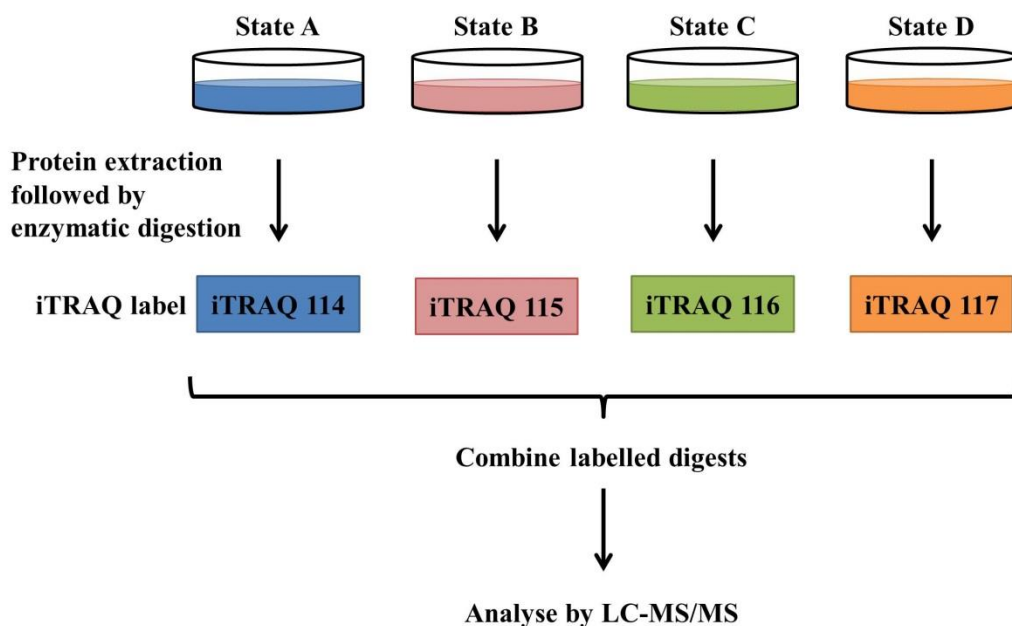 State A
State B
State C
State D
Protein extraction
followed by
enzymatic digestion
iTRAQ label
iTRAQ 114
iTRAQ 115
iTRAQ 116
iTRAQ 117
Combine labelled digests
Analyse by LC-MS/MS